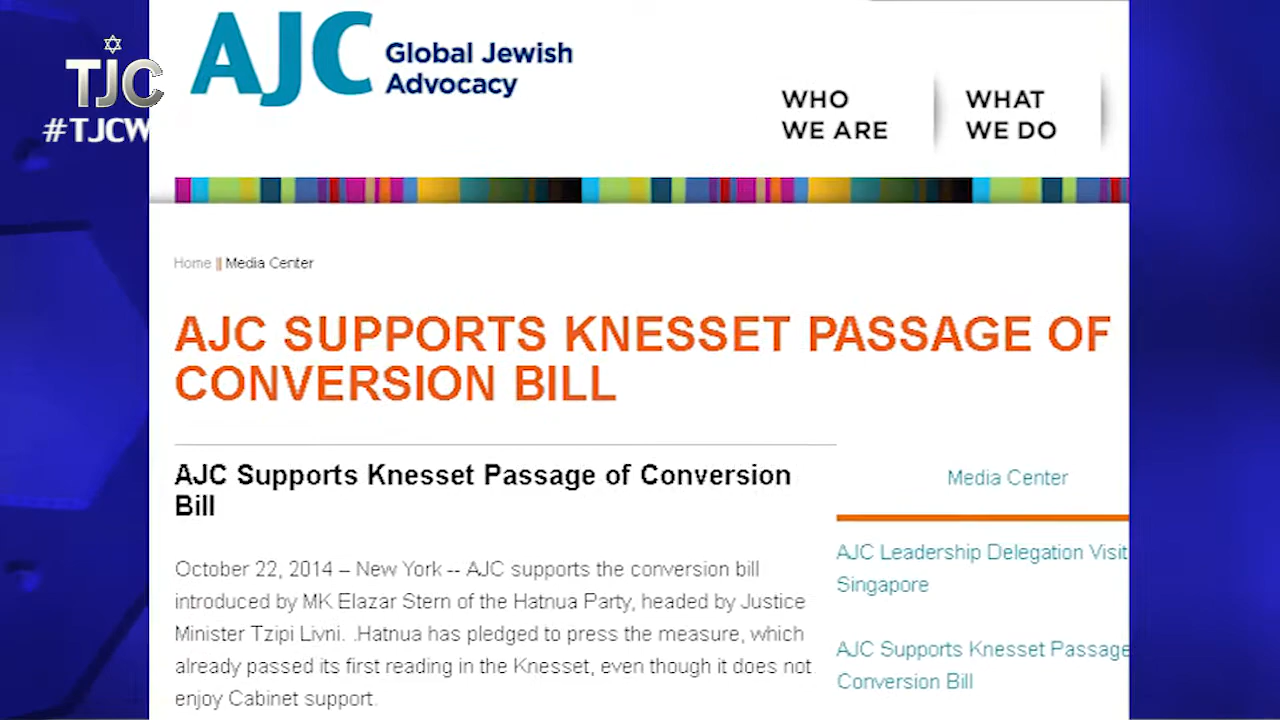 TJC
#TJCW
AJC
Global Jewish
Advocacy
WHO
WE ARE
WHAT
WE DO
Home || Media Center
AJC SUPPORTS KNESSET PASSAGE OF
CONVERSION BILL
AJC Supports Knesset Passage of Conversion
Bill
October 22, 2014 – New York -- AJC supports the conversion bill
introduced by MK Elazar Stern of the Hatnua Party, headed by Justice
Minister Tzipi Livni. .Hatnua has pledged to press the measure, which
already passed its first reading in the Knesset, even though it does not
enjoy Cabinet support.
Media Center
AJC Leadership Delegation Visit
Singapore
AJC Supports Knesset Passage
Conversion Bill